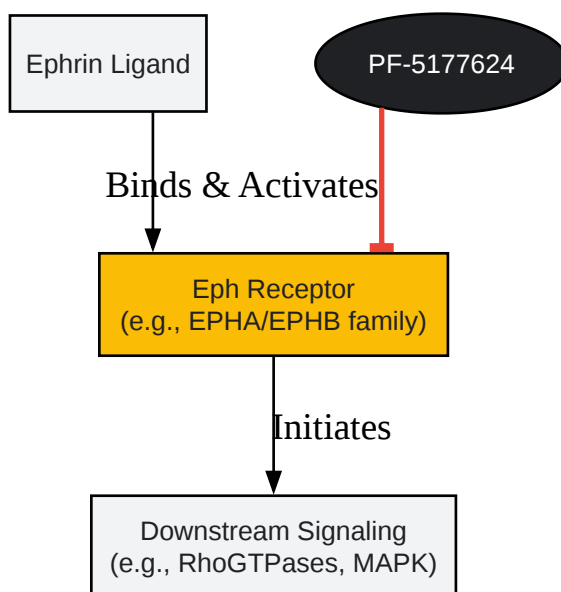 Ephrin Ligand
PF-5177624
Binds & Activates
Eph Receptor
(e.g., EPHA/EPHB family)
Initiates
Downstream Signaling
(e.g., RhoGTPases, MAPK)